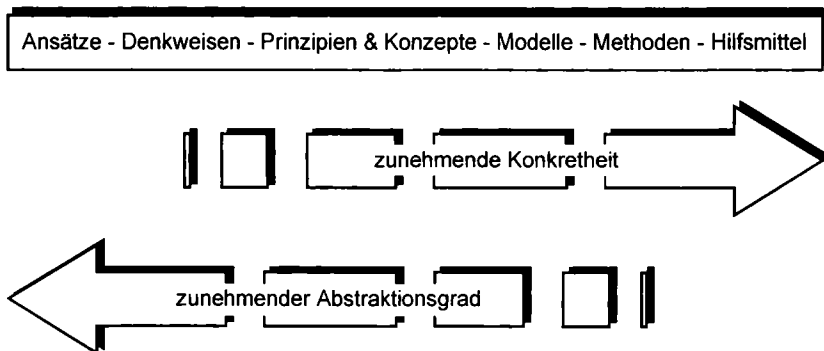 Ansätze - Denkweisen - Prinzipien & Konzepte - Modelle - Methoden - Hilfsmittel
zunehmende Konkretheit
zunehmender Abstraktionsgrad